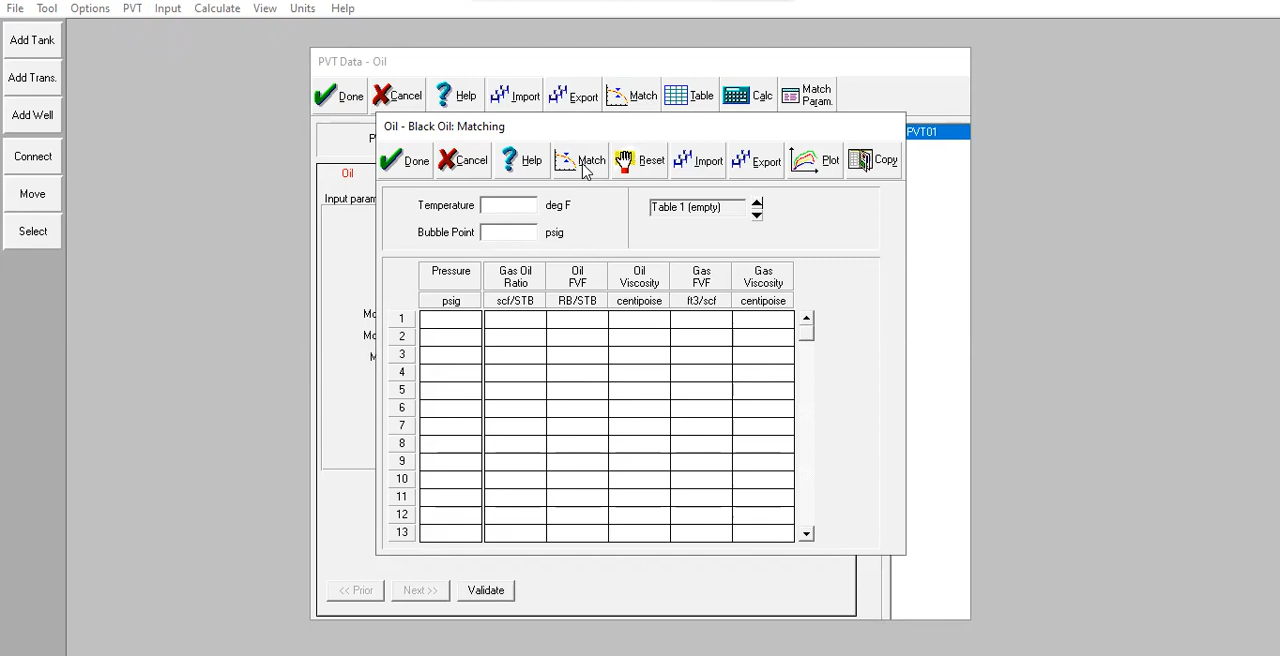 File Tool Options PVT Input Calculate View Units Help
Add Tank
Add Trans.
Add Well
Connect
Move
Select
PVT Data - Oil
Done Cancel Help Import Export Match Table Calc Match Param.
PVT01
Oil
Oil - Black Oil: Matching
Done Cancel Help Match Reset Import Export Plot Copy
Temperature deg F
Table 1 (empty)
Bubble Point psig
Pressure Gas Oil Ratio Oil FVF Oil Viscosity Gas FVF Gas Viscosity
psig scf/STB RB/STB centipoise ft3/scf centipoise
1
2
3
4
5
6
7
8
9
10
11
12
13
<< Prior Next >> Validate